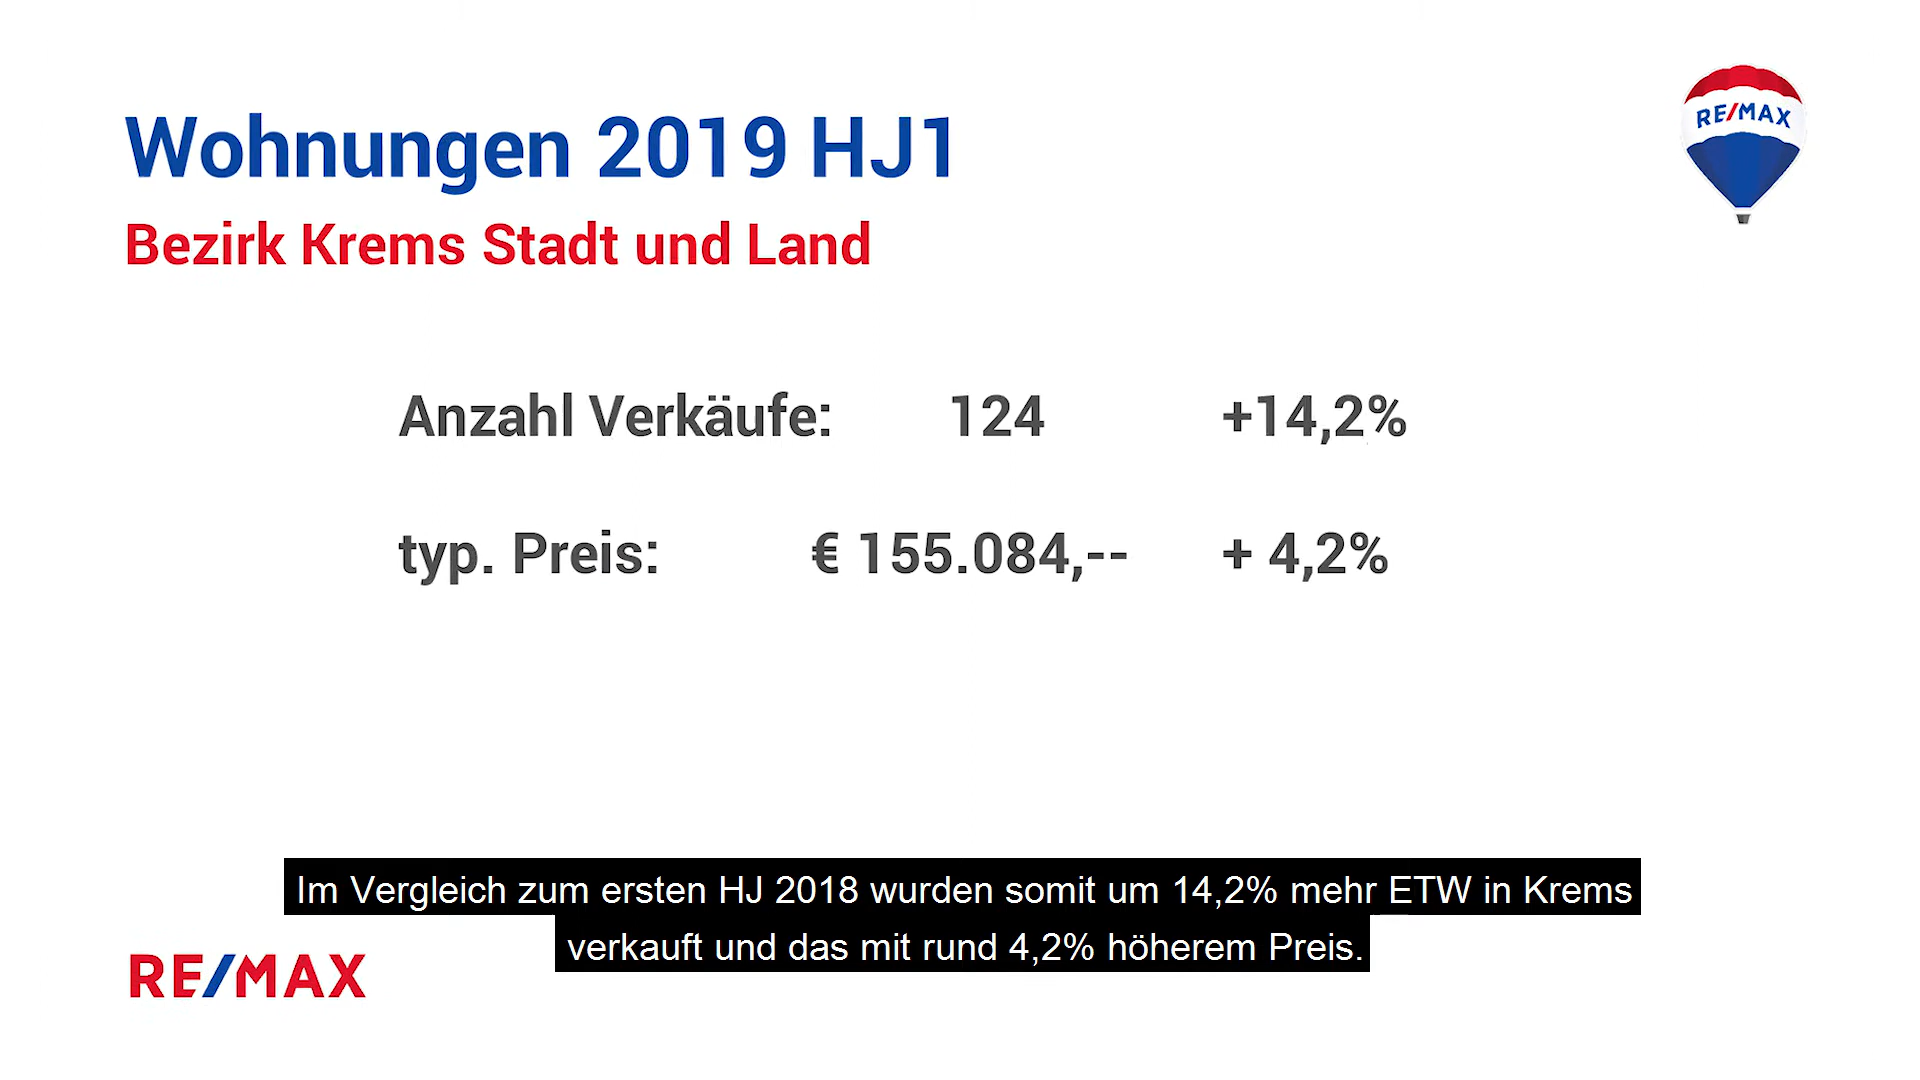 Wohnungen 2019 HJ1
RE/MAX
Bezirk Krems Stadt und Land
Anzahl Verkäufe: 124 +14,2%
typ. Preis: € 155.084,-- + 4,2%
Im Vergleich zum ersten HJ 2018 wurden somit um 14,2% mehr ETW in Krems
verkauft und das mit rund 4,2% höherem Preis.
RE/MAX